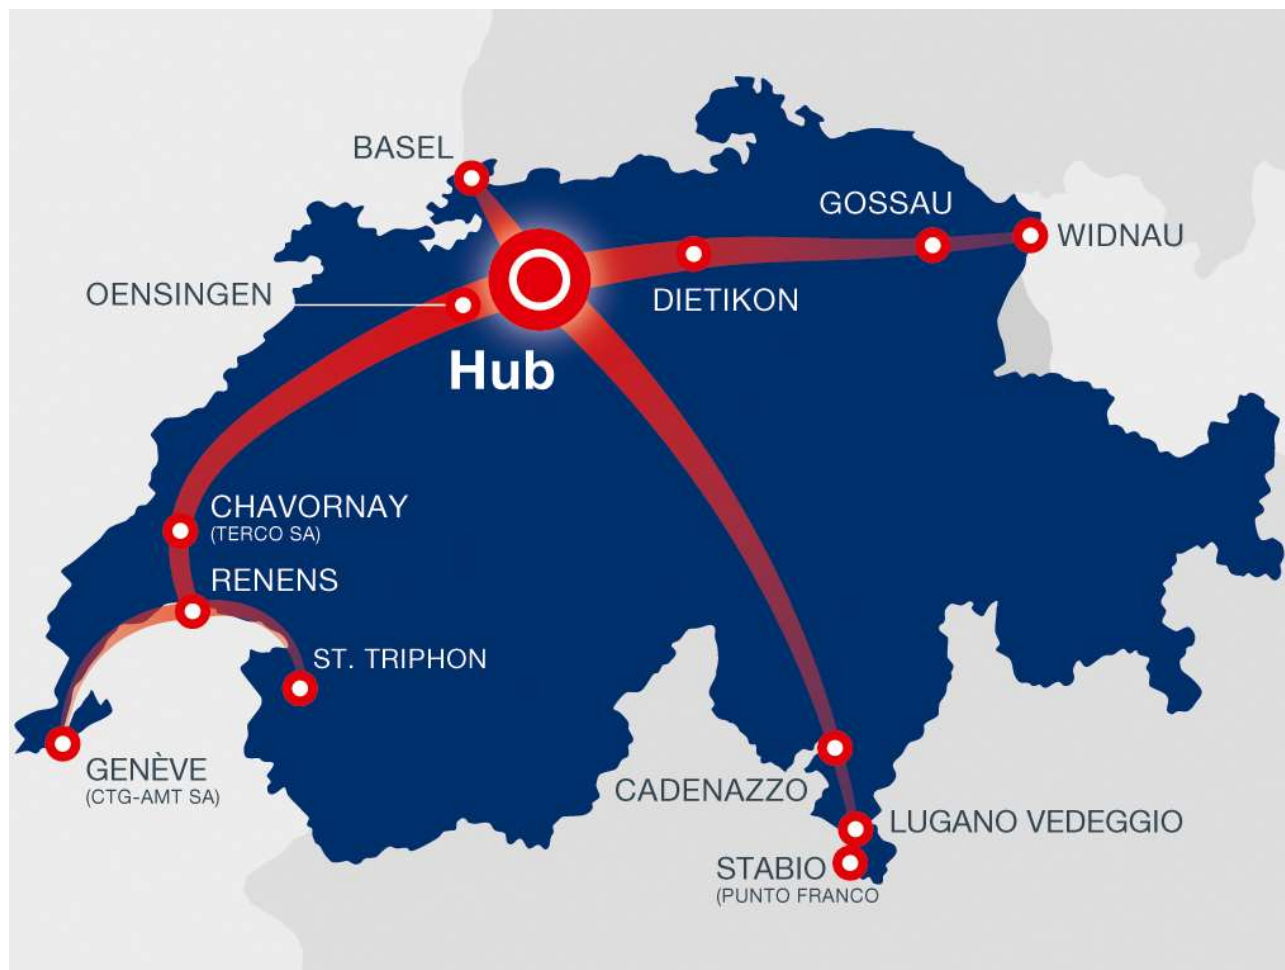 BASEL
GOSSAU
WIDNAU
OENSINGEN
DIETIKON
Hub
CHAVORNAY
(TERCO SA)
RENENS
ST. TRIPHON
GENÈVE
(CTG-AMT SA)
CADENAZZO
LUGANO VEDEGGIO
STABIO
(PUNTO FRANCO